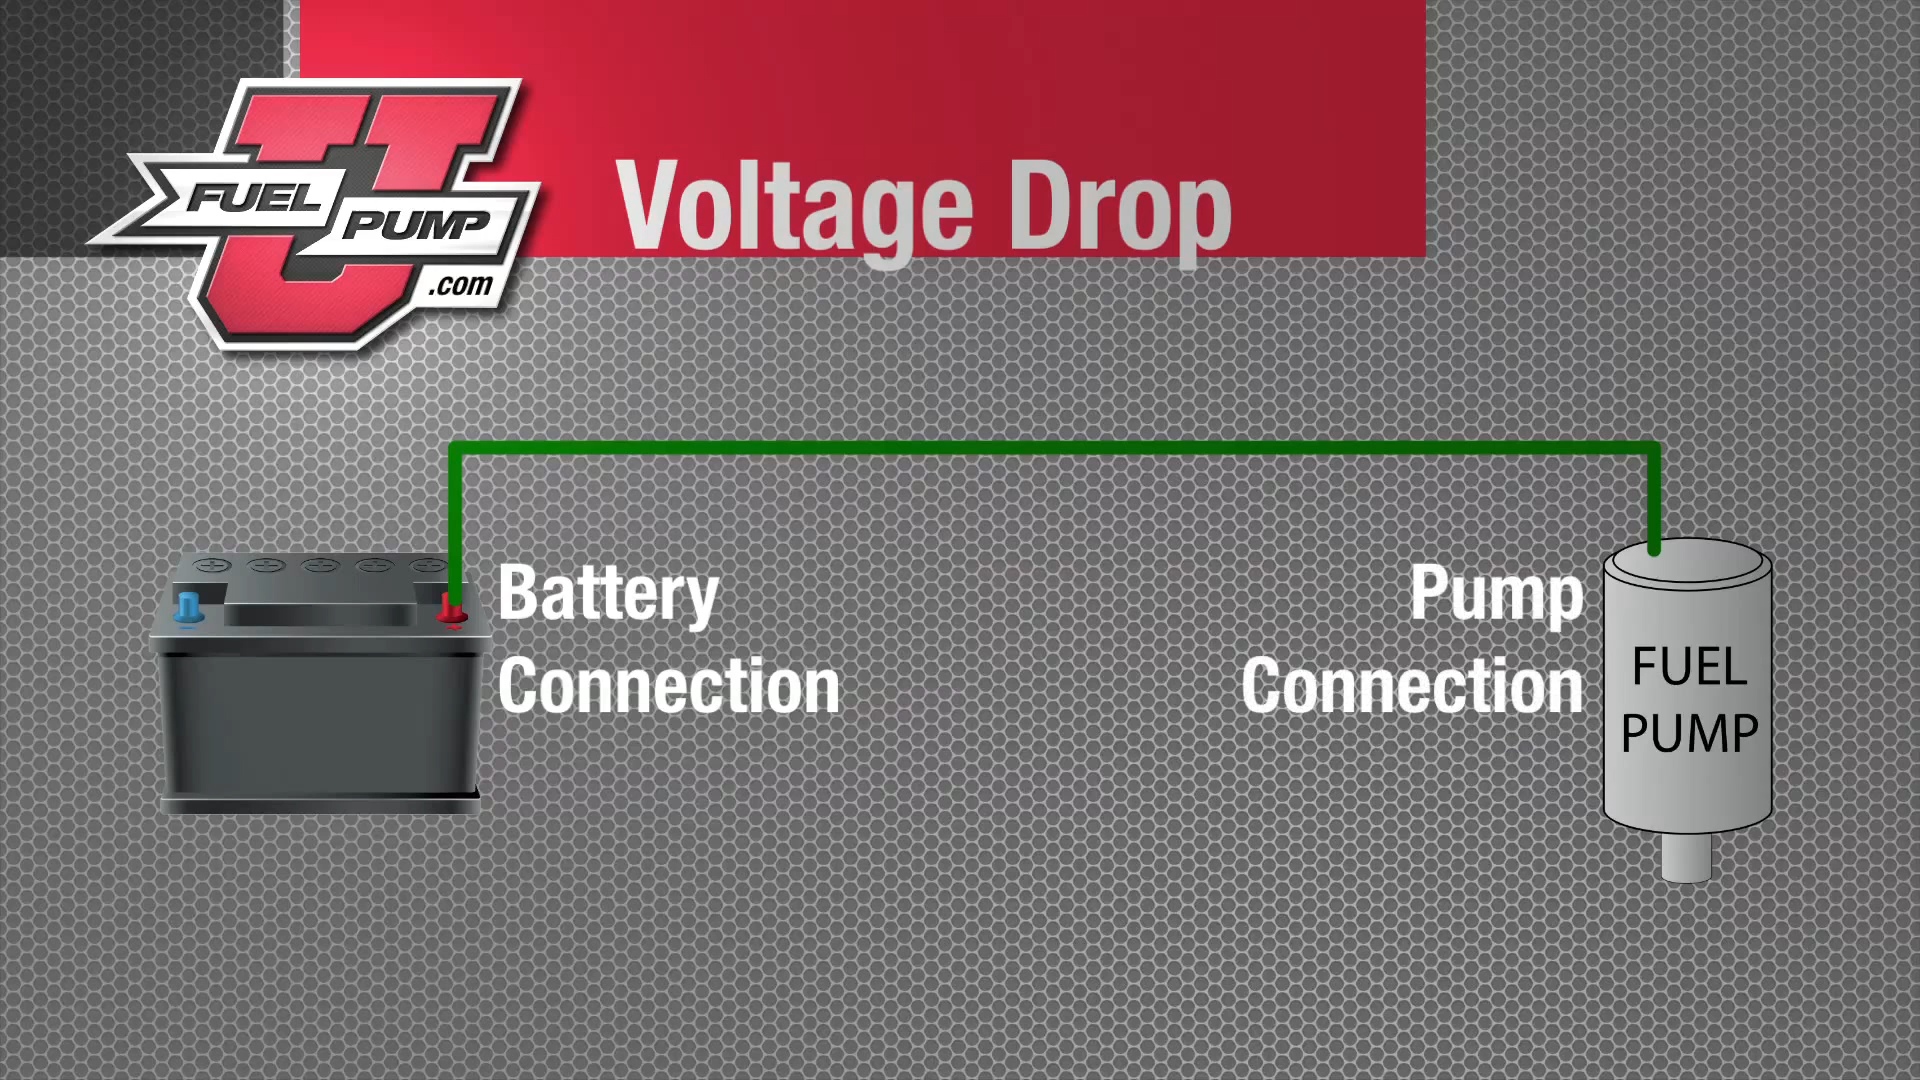 FUEL
PUMP
.com
Voltage Drop
Battery
Connection
Pump
Connection
FUEL
PUMP